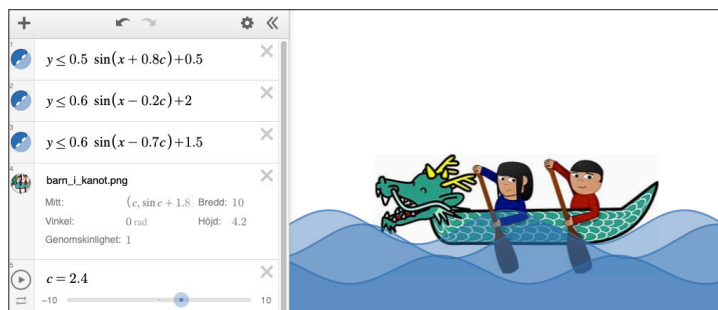 1
y ≤ 0.5 sin(x + 0.8c)+0.5
2
y ≤ 0.6 sin(x − 0.2c)+2
3
y ≤ 0.6 sin(x − 0.7c)+1.5
4
barn_i_kanot.png
Mitt: (c, sin c + 1.8 Bredd: 10
Vinkel: 0 rad Höjd: 4.2
Genomskinlighet: 1
5
c = 2.4
−10 10